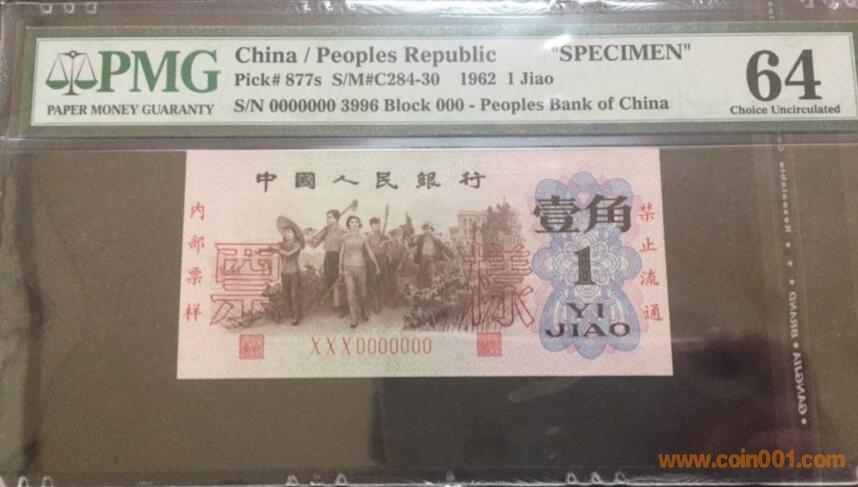 PMG
PAPER MONEY GUARANTY
China / Peoples Republic "SPECIMEN"
Pick# 877s S/M#C284-30 1962 1 Jiao
S/N 0000000 3996 Block 000 - Peoples Bank of China
64
Choice Uncirculated
中國人民銀行
内部票样
票樣
壹角
1
YI
JIAO
禁止流通
XXX0000000
www.coin001.com